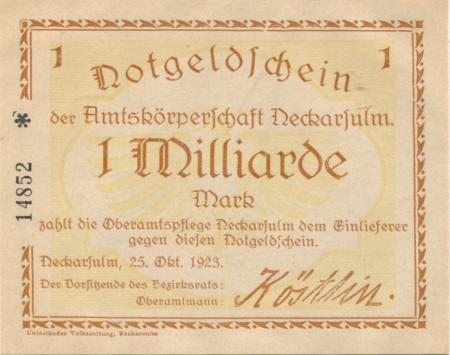 1 1
Notgeldschein
der Amtskörperschaft Neckarsulm.
1 Milliarde
Mark
zahlt die Oberamtspflege Neckarsulm dem Einlieferer
gegen diesen Notgeldschein.
Neckarsulm, 25. Okt. 1923.
Der Vorsitzende des Bezirksrats:
Oberamtmann: Köstlin.
Unterländer Volkszeitung, Neckarsulm
14852 *